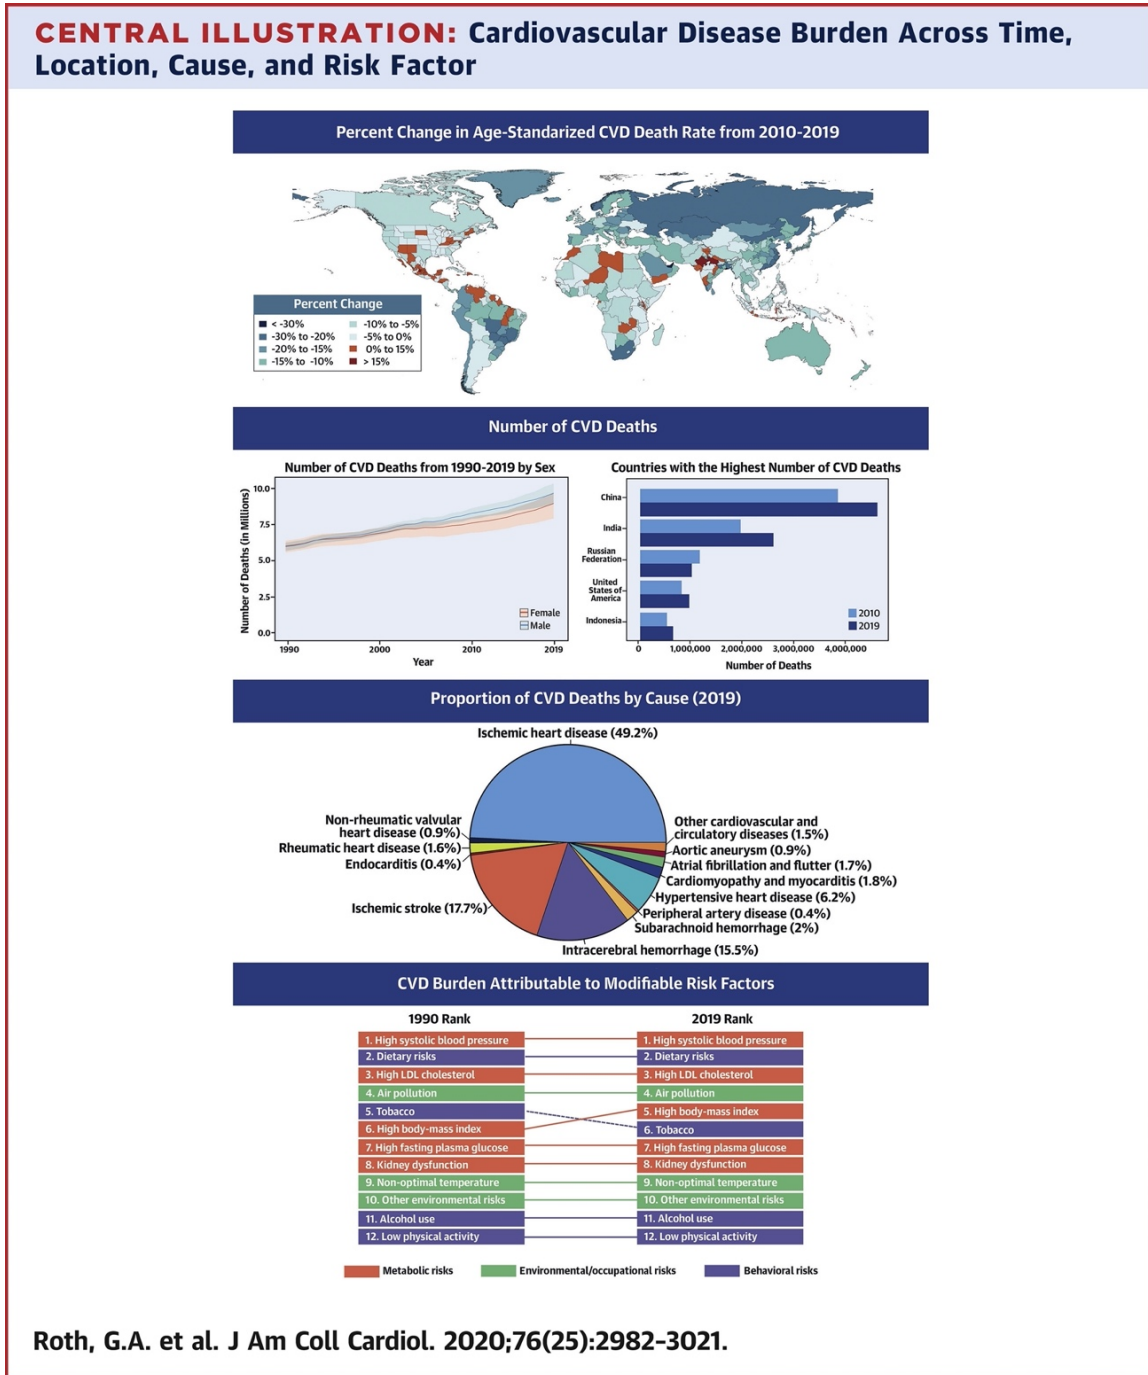 CENTRAL ILLUSTRATION: Cardiovascular Disease Burden Across Time,
Location, Cause, and Risk Factor
Percent Change in Age-Standarized CVD Death Rate from 2010-2019
Percent Change
< -30%
-30% to -20%
-20% to -15%
-15% to -10%
-10% to -5%
-5% to 0%
0% to 15%
> 15%
Number of CVD Deaths
Number of CVD Deaths from 1990-2019 by Sex
Number of Deaths (in Millions)
10.0
7.5
5.0
2.5
0.0
Female
Male
1990
2000
2010
2019
Year
Countries with the Highest Number of CVD Deaths
China
India
Russian
Federation
United
States of
America
Indonesia
2010
2019
0
1,000,000
2,000,000
3,000,000
4,000,000
Number of Deaths
Proportion of CVD Deaths by Cause (2019)
Ischemic heart disease (49.2%)
Non-rheumatic valvular
heart disease (0.9%)
Rheumatic heart disease (1.6%)
Endocarditis (0.4%)
Ischemic stroke (17.7%)
Other cardiovascular and
circulatory diseases (1.5%)
Aortic aneurysm (0.9%)
Atrial fibrillation and flutter (1.7%)
Cardiomyopathy and myocarditis (1.8%)
Hypertensive heart disease (6.2%)
Peripheral artery disease (0.4%)
Subarachnoid hemorrhage (2%)
Intracerebral hemorrhage (15.5%)
CVD Burden Attributable to Modifiable Risk Factors
1990 Rank
1. High systolic blood pressure
2. Dietary risks
3. High LDL cholesterol
4. Air pollution
5. Tobacco
6. High body-mass index
7. High fasting plasma glucose
8. Kidney dysfunction
9. Non-optimal temperature
10. Other environmental risks
11. Alcohol use
12. Low physical activity
2019 Rank
1. High systolic blood pressure
2. Dietary risks
3. High LDL cholesterol
4. Air pollution
5. High body-mass index
6. Tobacco
7. High fasting plasma glucose
8. Kidney dysfunction
9. Non-optimal temperature
10. Other environmental risks
11. Alcohol use
12. Low physical activity
Metabolic risks
Environmental/occupational risks
Behavioral risks
Roth, G.A. et al. J Am Coll Cardiol. 2020;76(25):2982–3021.